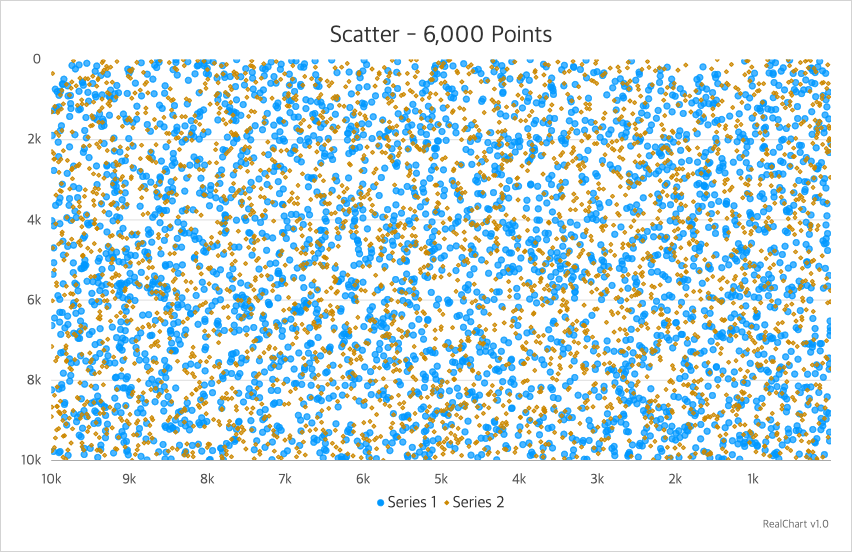 Scatter - 6,000 Points
0
2k
4k
6k
8k
10k
10k 9k 8k 7k 6k 5k 4k 3k 2k 1k
Series 1 Series 2
RealChart v1.0